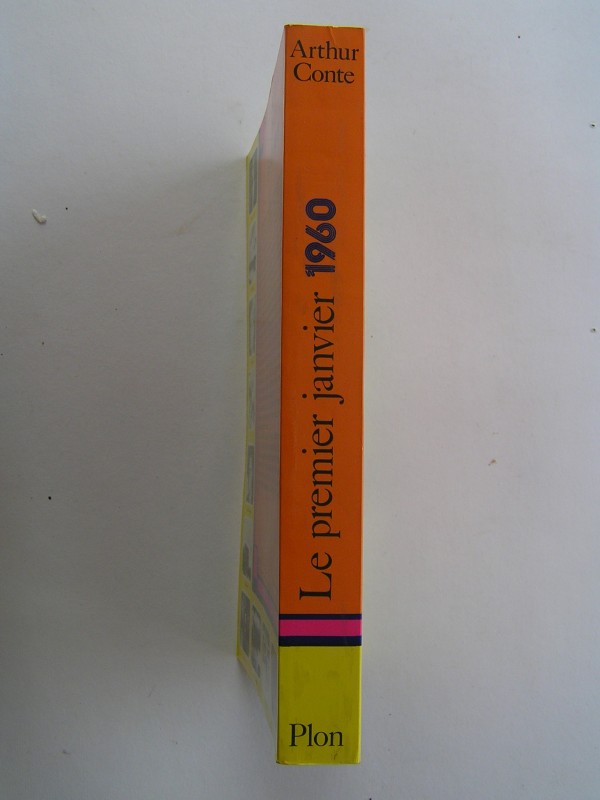 Arthur
Conte
Le premier janvier 1960
Plon